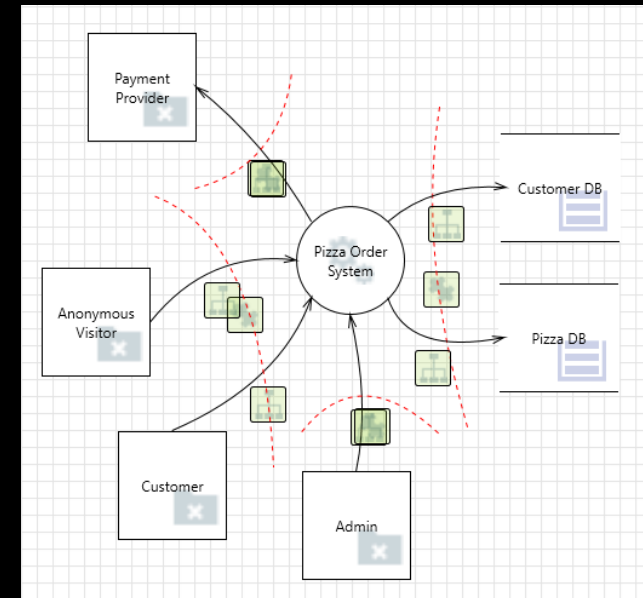 Payment
Provider
Customer DB
Pizza Order
System
Anonymous
Visitor
Pizza DB
Customer
Admin